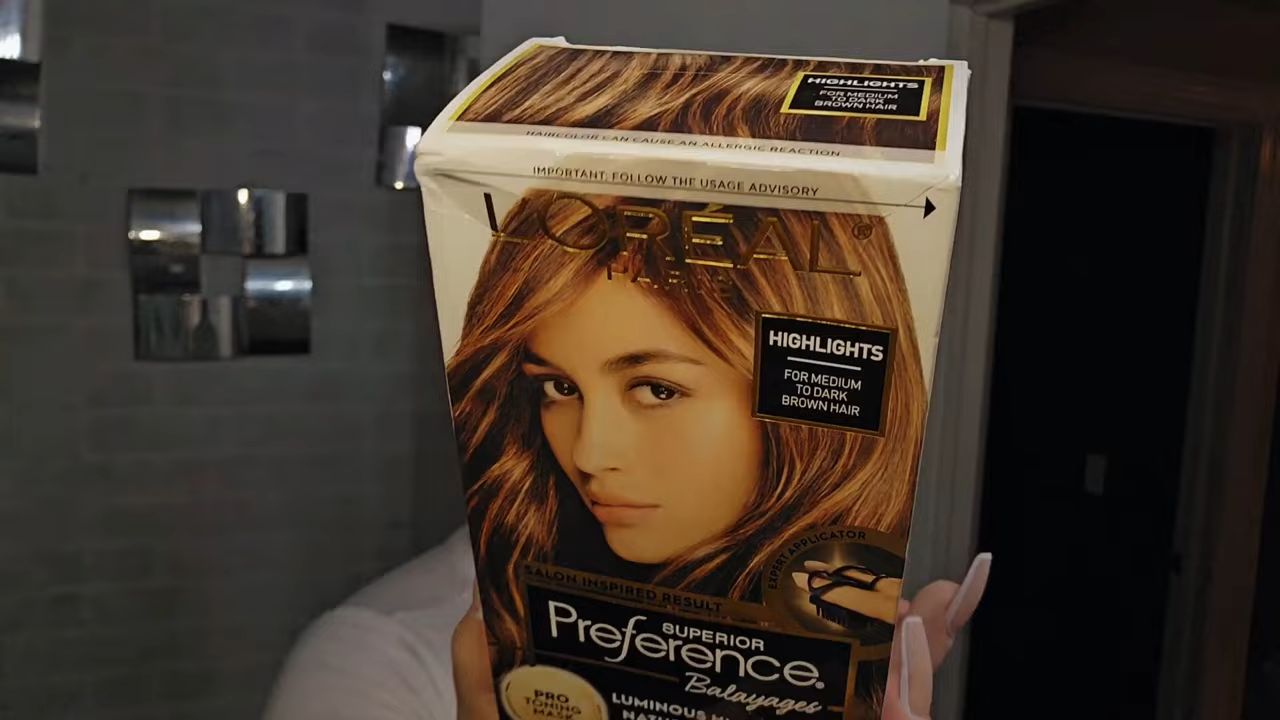 HIGHLIGHTS
FOR MEDIUM
TO DARK
BROWN HAIR
HAIRCOLOR CAN CAUSE AN ALLERGIC REACTION
IMPORTANT: FOLLOW THE USAGE ADVISORY
L'ORÉAL®
PARIS
HIGHLIGHTS
FOR MEDIUM
TO DARK
BROWN HAIR
EXPERT APPLICATOR
SALON INSPIRED RESULT
SUPERIOR
Preference.
Balayages
PRO
TONING
MASK
LUMINOUS